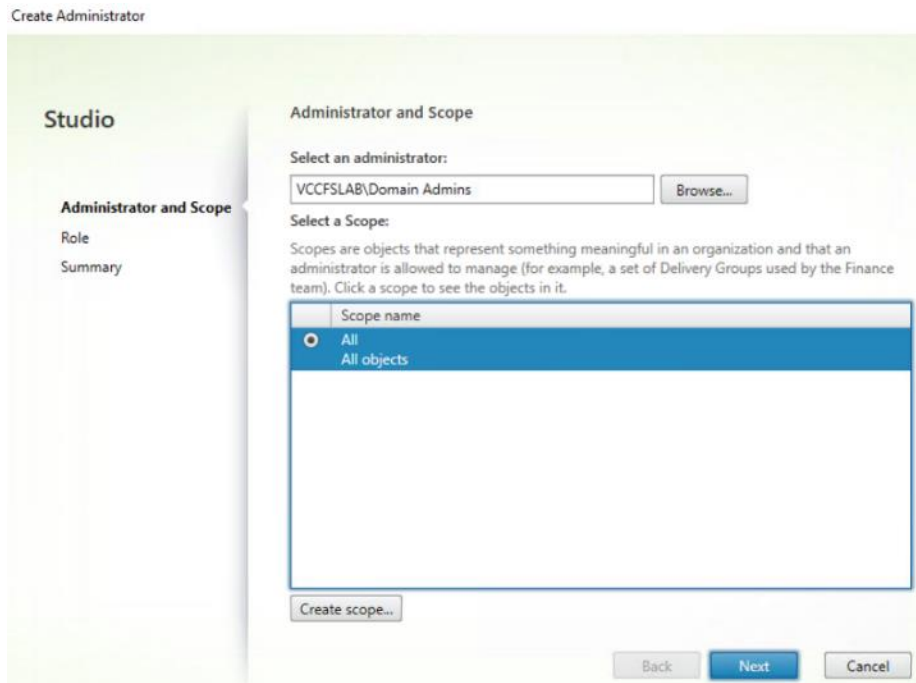 Create Administrator
Studio
Administrator and Scope
Role
Summary
Administrator and Scope
Select an administrator:
VCCFSLAB\Domain Admins
Browse...
Select a Scope:
Scopes are objects that represent something meaningful in an organization and that an
administrator is allowed to manage (for example, a set of Delivery Groups used by the Finance
team). Click a scope to see the objects in it.
Scope name
All
All objects
Create scope...
Back
Next
Cancel